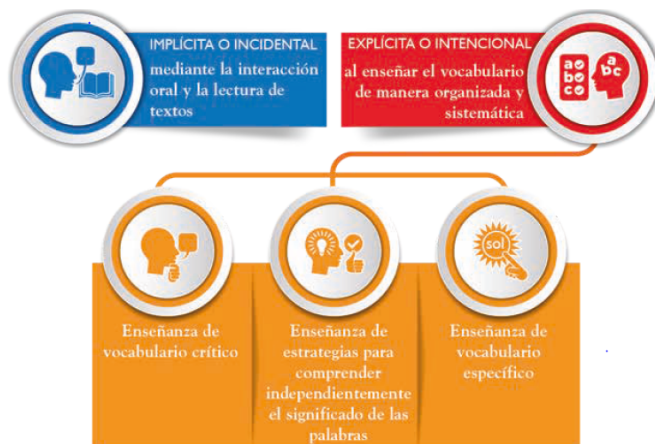 IMPLÍCITA O INCIDENTAL
mediante la interacción
oral y la lectura de
textos
EXPLÍCITA O INTENCIONAL
al enseñar el vocabulario
de manera organizada y
sistemática
a
b
c
a
b c
sol
Enseñanza de
vocabulario crítico
Enseñanza de
estrategias para
comprender
independientemente
el significado de las
palabras
Enseñanza de
vocabulario
específico